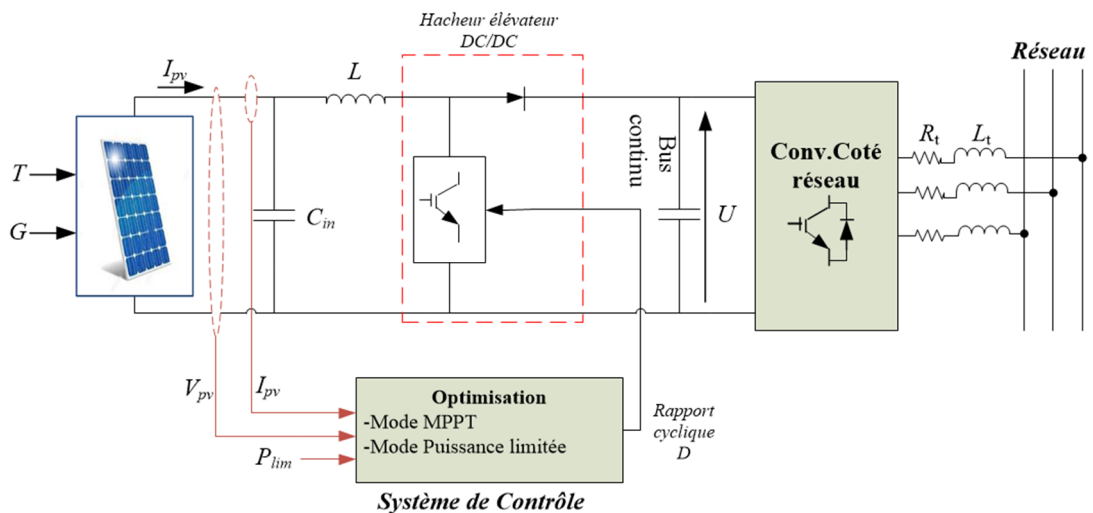 Hacheur élévateur
DC/DC
Réseau
I_pv
L
T
G
C_in
Bus
continu
U
Conv.Coté
réseau
R_t
L_t
V_pv
I_pv
P_lim
Optimisation
-Mode MPPT
-Mode Puissance limitée
Rapport
cyclique
D
Système de Contrôle